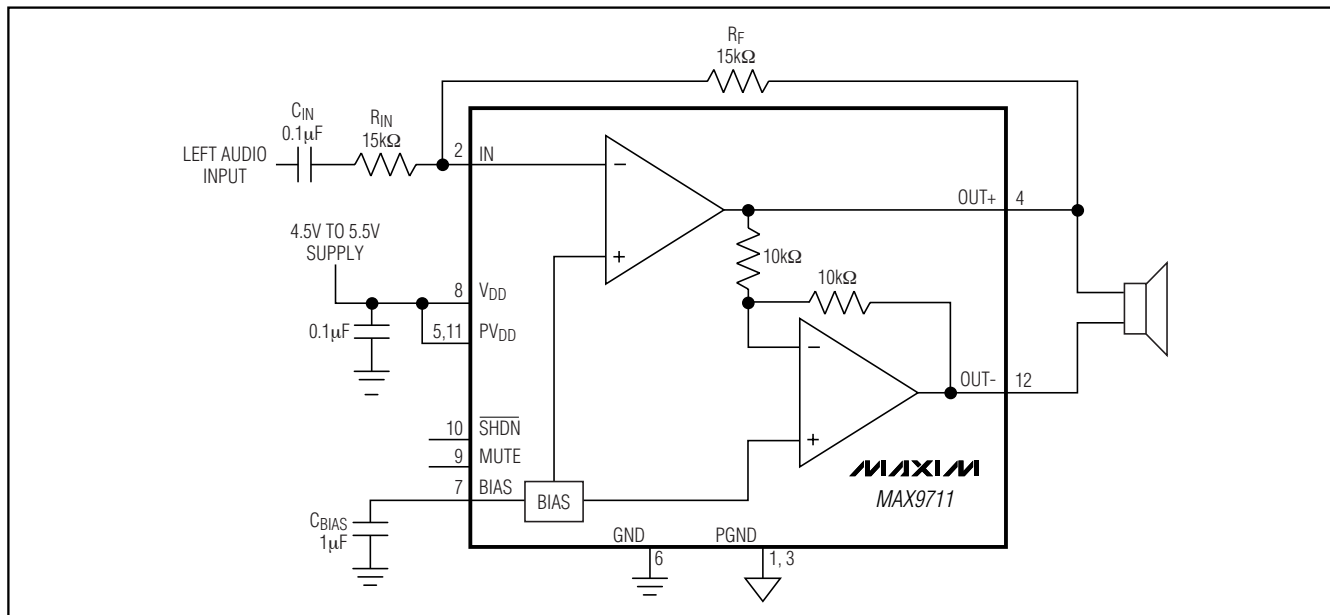 RF
15kΩ
CIN
0.1µF
RIN
15kΩ
LEFT AUDIO
INPUT
2
IN
−
+
OUT+
4
10kΩ
10kΩ
4.5V TO 5.5V
SUPPLY
8
VDD
0.1µF
5,11
PVDD
−
+
OUT-
12
10
SHDN
9
MUTE
7
BIAS
BIAS
CBIAS
1µF
MAXIM
MAX9711
GND
6
PGND
1, 3